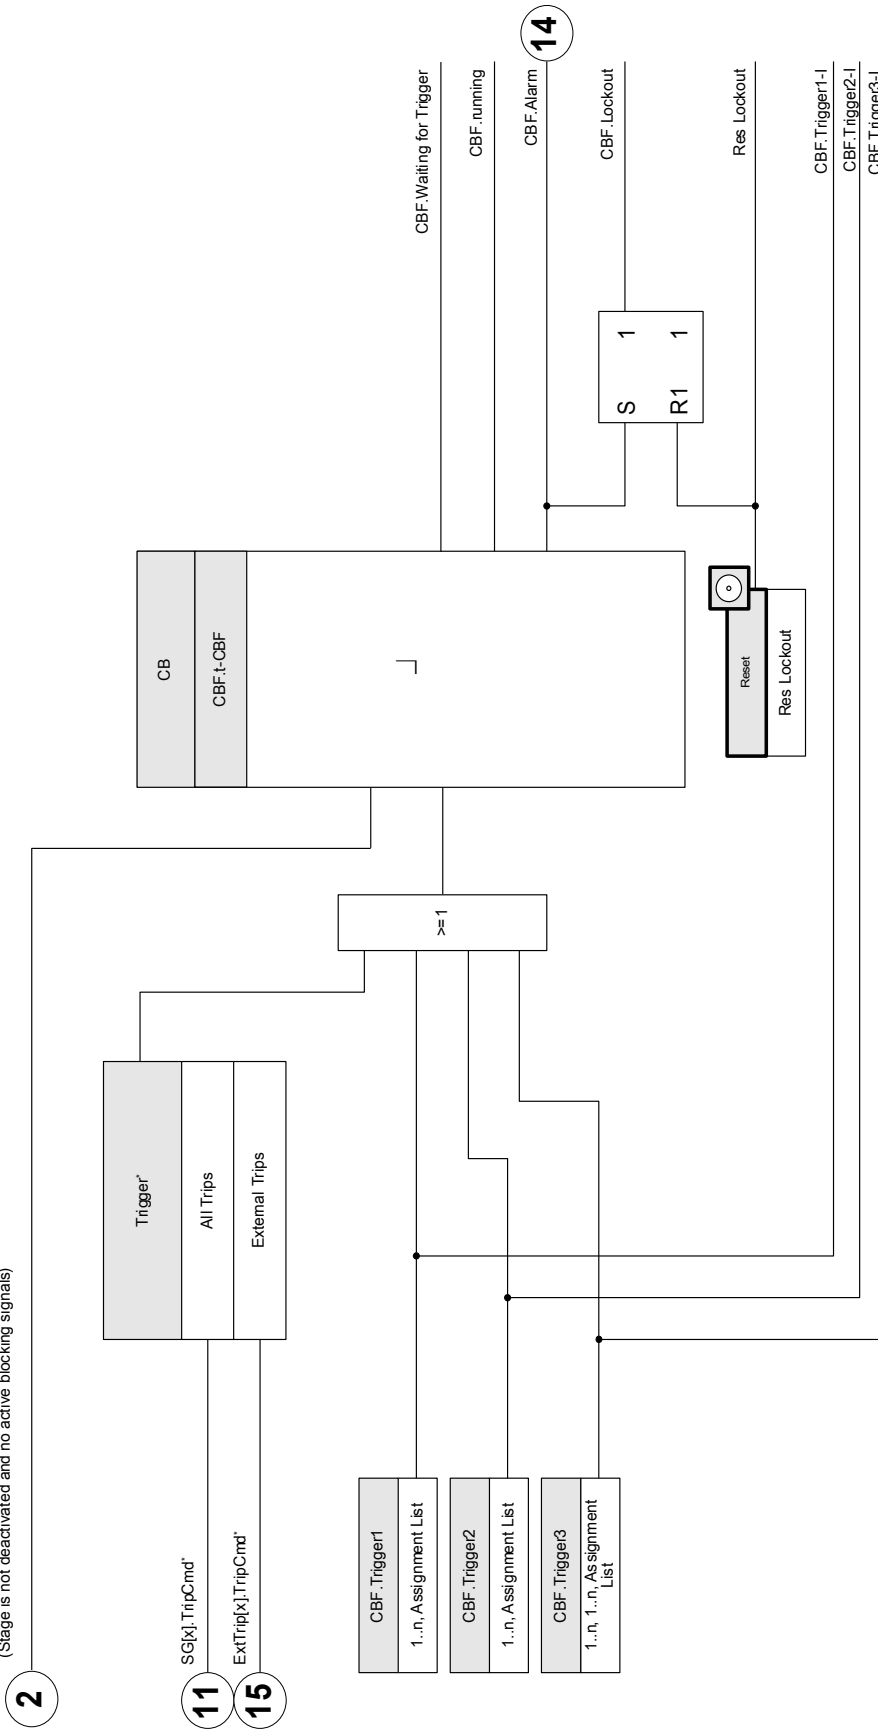 (Stage is not deactivated and no active blocking signals)
2
SG[x].TripCmd*
11
ExtTrip[x].TripCmd*
15
Trigger*
All Trips
External Trips
CBF.Trigger1
1..n, Assignment List
CBF.Trigger2
1..n, Assignment List
CBF.Trigger3
1..n, 1..n, Assignment
List
>=1
CB
CBF.t-CBF
CBF.Waiting for Trigger
CBF.running
CBF.Alarm
14
S 1
R1 1
CBF.Lockout
Reset
Res Lockout
Res Lockout
CBF.Trigger1-I
CBF.Trigger2-I
CBF.Trigger3-I